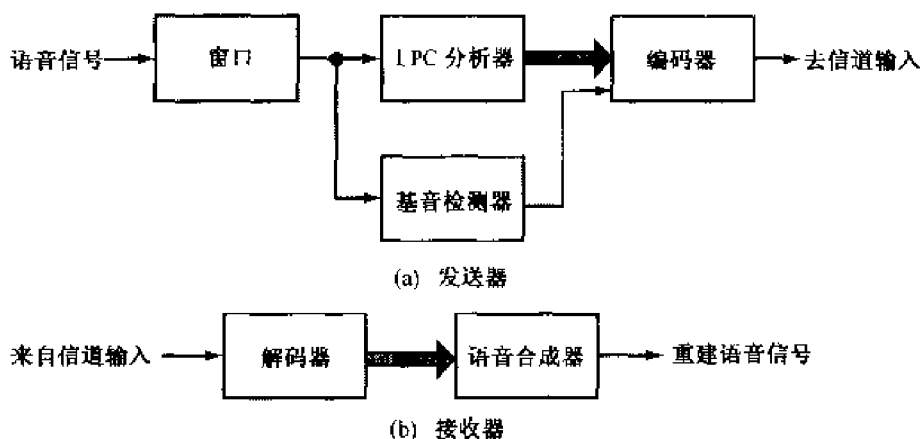 语音信号
窗口
LPC 分析器
编码器
去信道输入
基音检测器
(a) 发送器
来自信道输入
解码器
语音合成器
重建语音信号
(b) 接收器